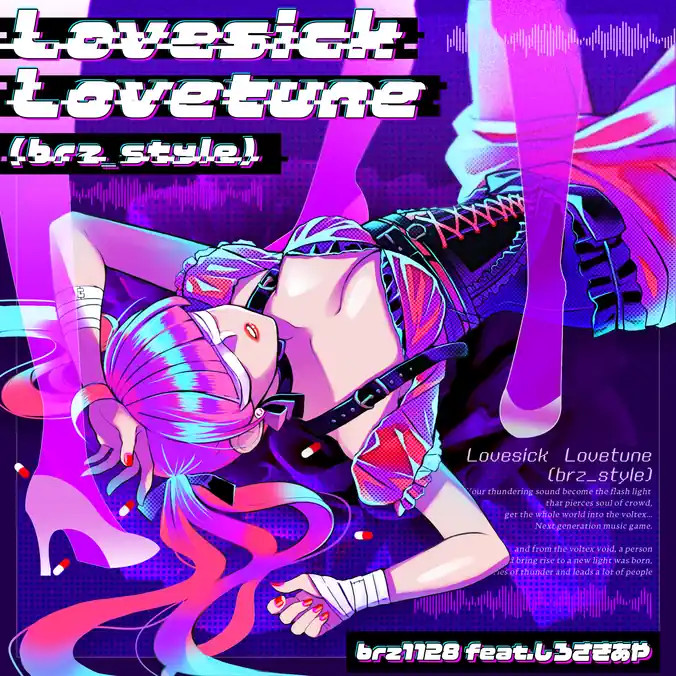 Lovesick
Lovetune
(brz_style)
Lovesick Lovetune
(brz_style)
Your thundering sound become the flash light
that pierces soul of crowd,
get the whole world into the voltex...
Next generation music game.
and from the voltex void, a person
bring rise to a new light was born,
of thunder and leads a lot of people
brz1128 feat.しろさきあや